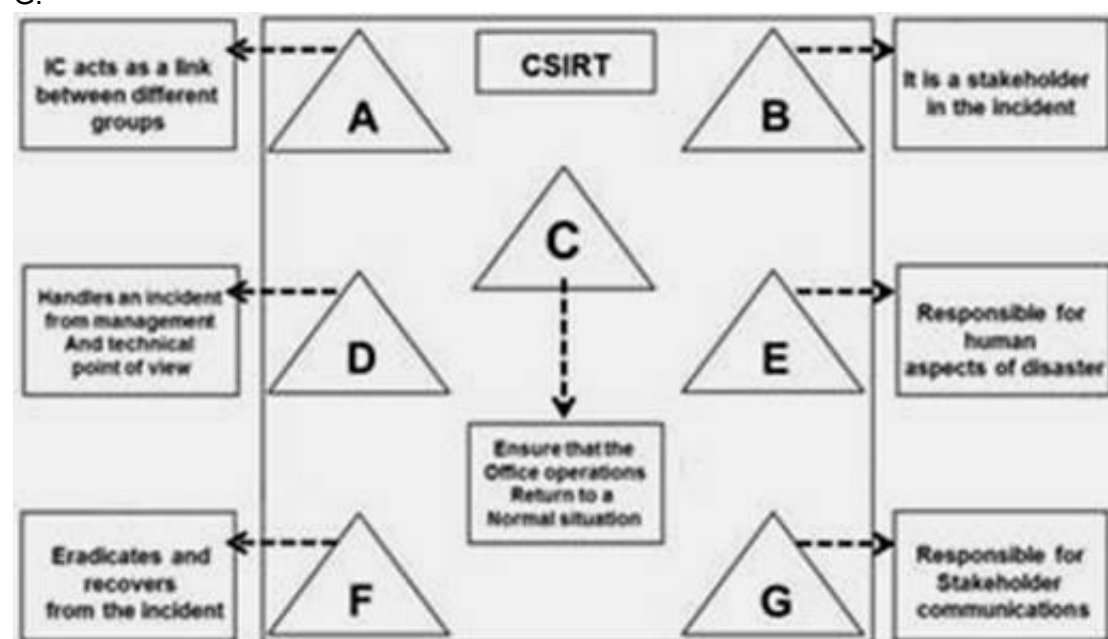 IC acts as a link
between different
groups
A
CSIRT
B
It is a stakeholder
in the incident
C
Handles an incident
from management
And technical
point of view
D
E
Responsible for
human
aspects of disaster
Ensure that the
Office operations
Return to a
Normal situation
Eradicates and
recovers
from the incident
F
G
Responsible for
Stakeholder
communications